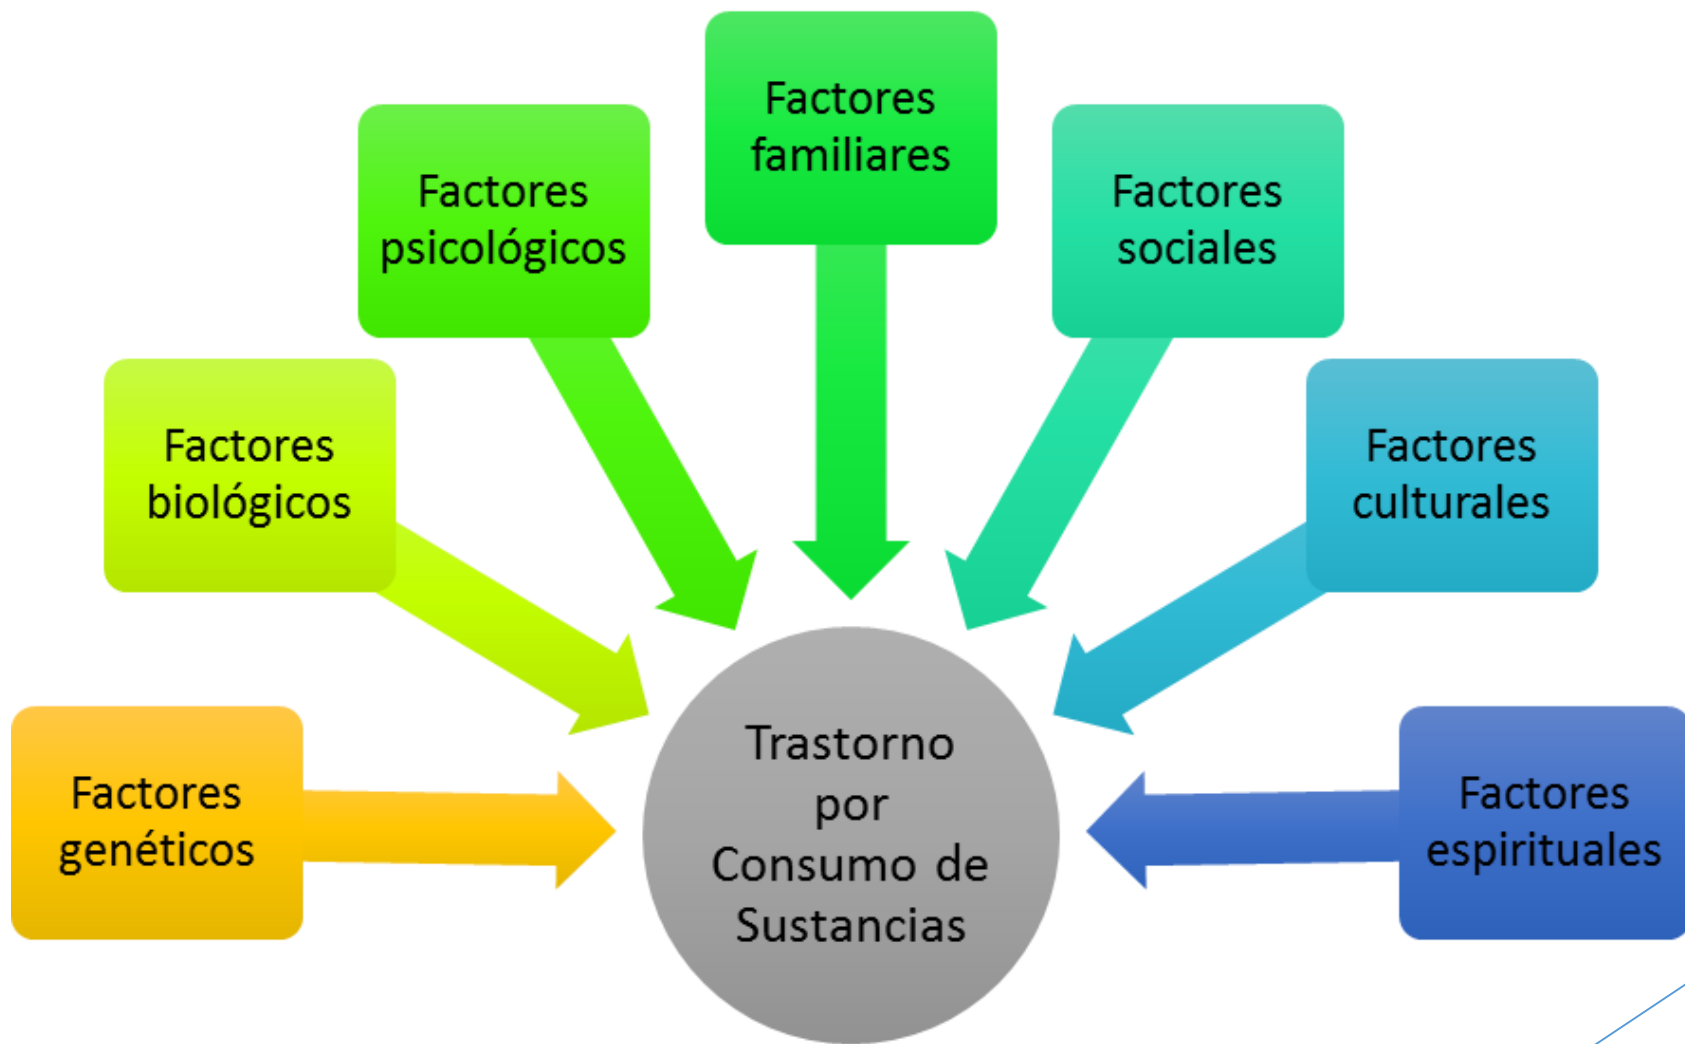 Factores
familiares
Factores
psicológicos
Factores
sociales
Factores
biológicos
Factores
culturales
Factores
genéticos
Trastorno
por
Consumo de
Sustancias
Factores
espirituales